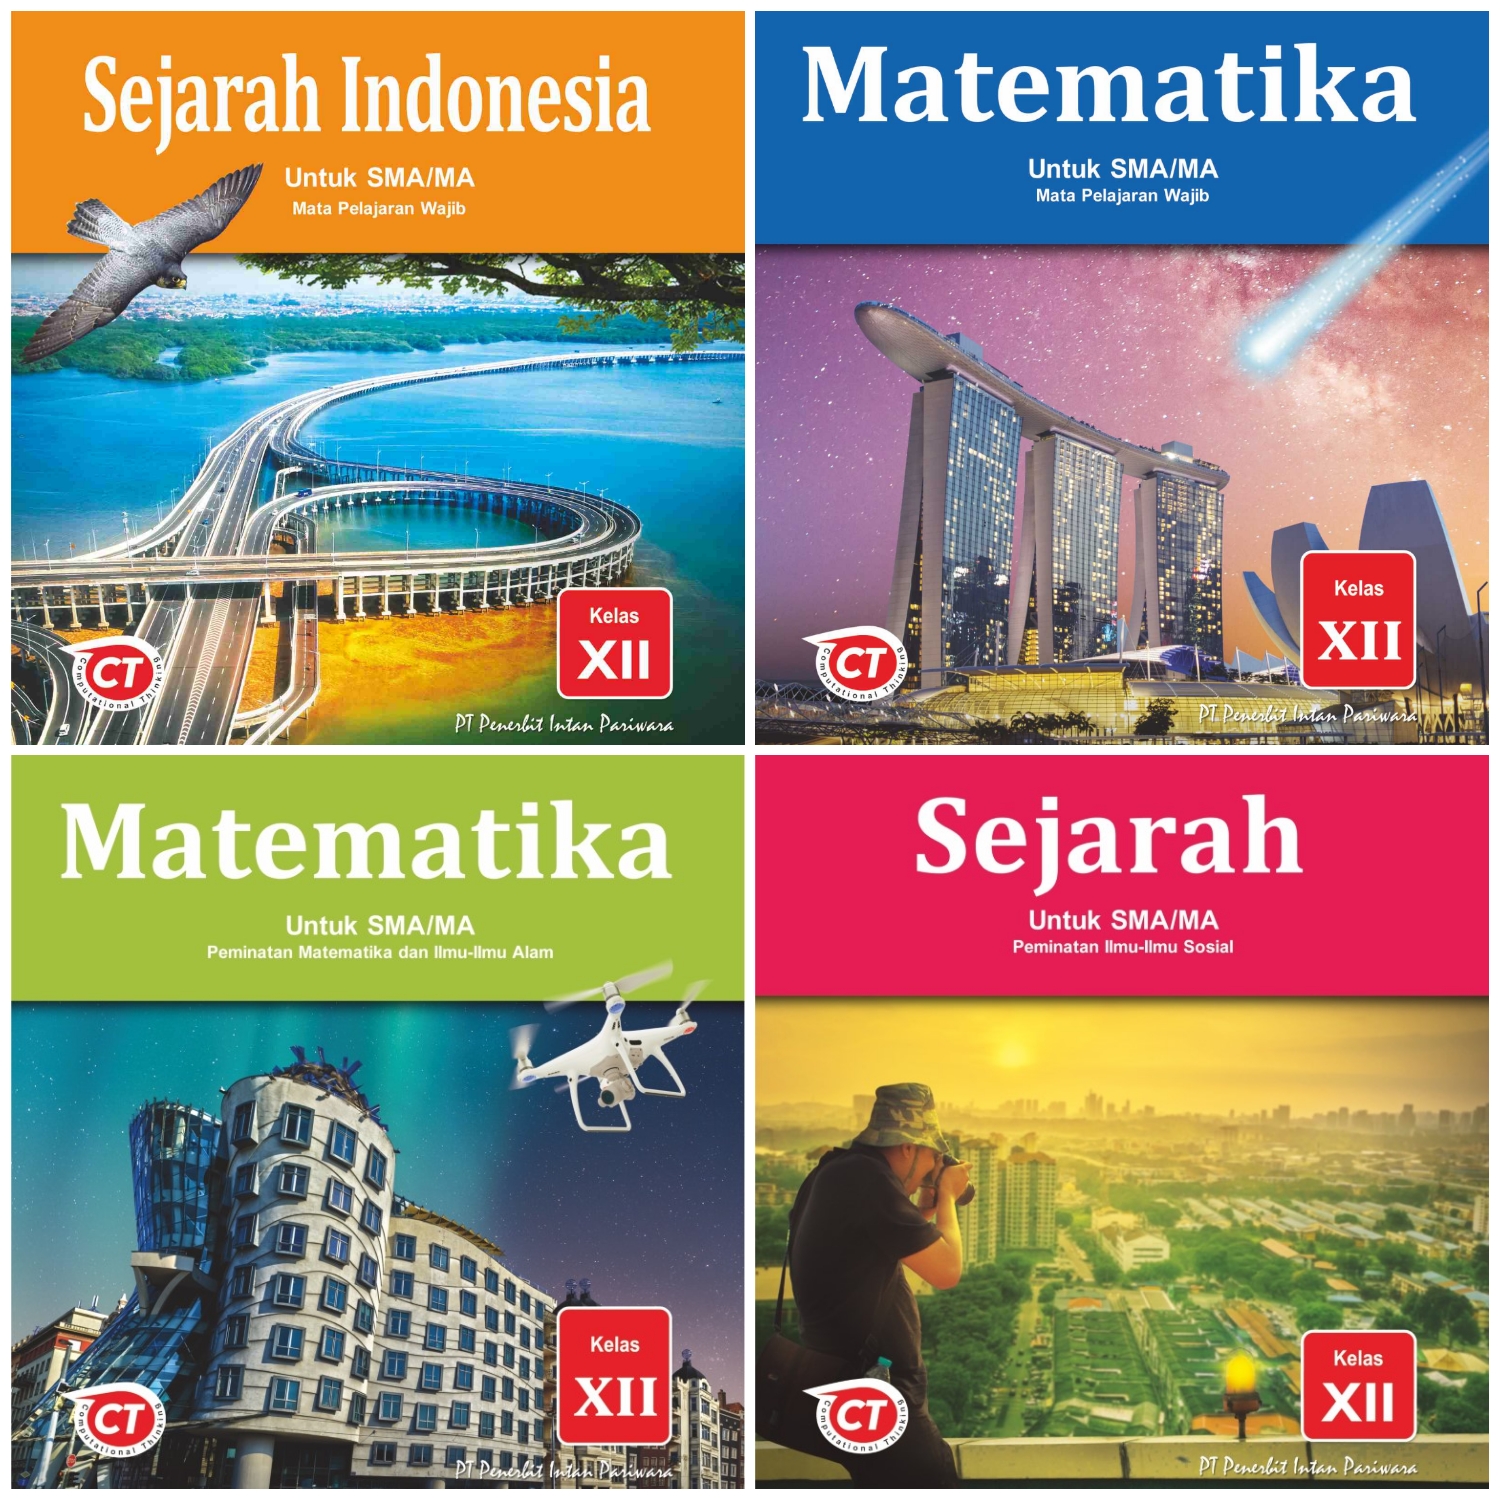 Sejarah Indonesia
Untuk SMA/MA
Mata Pelajaran Wajib
CT
Computational Thinking
Kelas
XII
PT Penerbit Intan Pariwara
Matematika
Untuk SMA/MA
Mata Pelajaran Wajib
CT
Computational Thinking
Kelas
XII
PT Penerbit Intan Pariwara
Matematika
Untuk SMA/MA
Peminatan Matematika dan Ilmu-Ilmu Alam
CT
Computational Thinking
Kelas
XII
PT Penerbit Intan Pariwara
Sejarah
Untuk SMA/MA
Peminatan Ilmu-Ilmu Sosial
CT
Computational Thinking
Kelas
XII
PT Penerbit Intan Pariwara